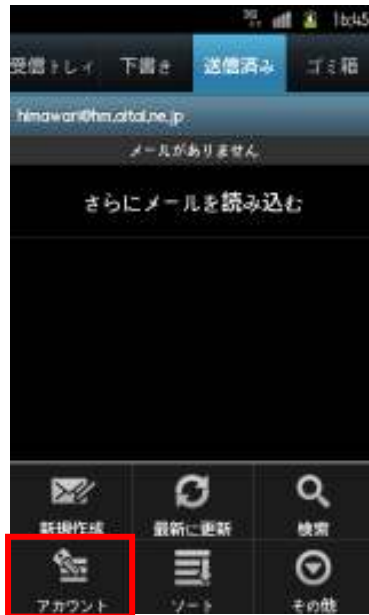 16:45
受信トレイ 下書き 送信済み ゴミ箱
himawari@hm.aitai.ne.jp
メールがありません
さらにメールを読み込む
新規作成 最新に更新 検索
アカウント ソート その他